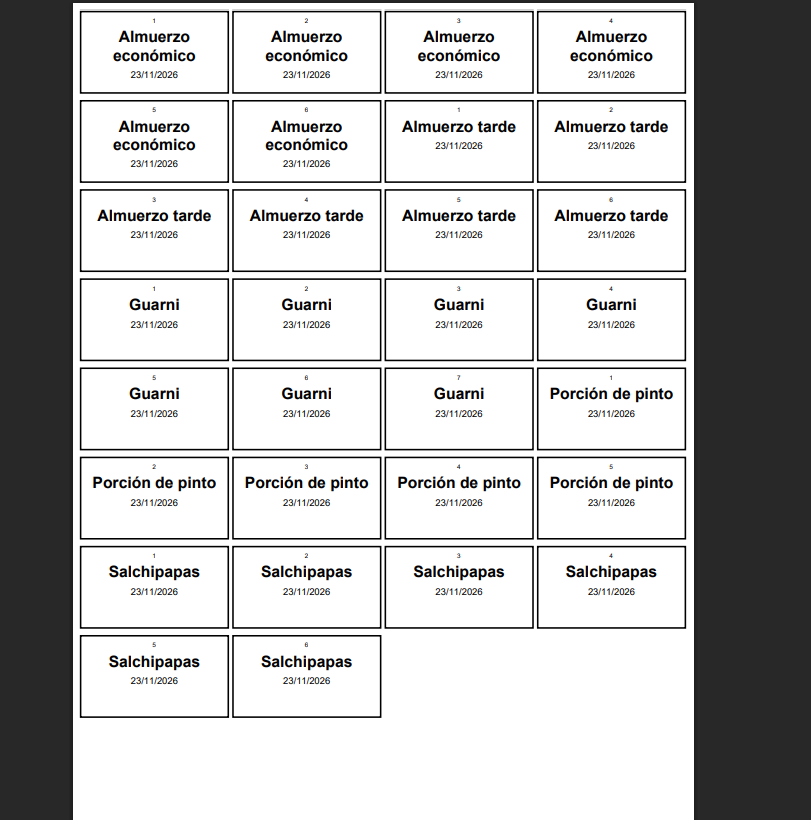 1 2 3 4
Almuerzo económico Almuerzo económico Almuerzo económico Almuerzo económico
23/11/2026 23/11/2026 23/11/2026 23/11/2026
5 6 1 2
Almuerzo económico Almuerzo económico Almuerzo tarde Almuerzo tarde
23/11/2026 23/11/2026 23/11/2026 23/11/2026
3 4 5 6
Almuerzo tarde Almuerzo tarde Almuerzo tarde Almuerzo tarde
23/11/2026 23/11/2026 23/11/2026 23/11/2026
1 2 3 4
Guarni Guarni Guarni Guarni
23/11/2026 23/11/2026 23/11/2026 23/11/2026
5 6 7 1
Guarni Guarni Guarni Porción de pinto
23/11/2026 23/11/2026 23/11/2026 23/11/2026
2 3 4 5
Porción de pinto Porción de pinto Porción de pinto Porción de pinto
23/11/2026 23/11/2026 23/11/2026 23/11/2026
1 2 3 4
Salchipapas Salchipapas Salchipapas Salchipapas
23/11/2026 23/11/2026 23/11/2026 23/11/2026
5 6
Salchipapas Salchipapas
23/11/2026 23/11/2026